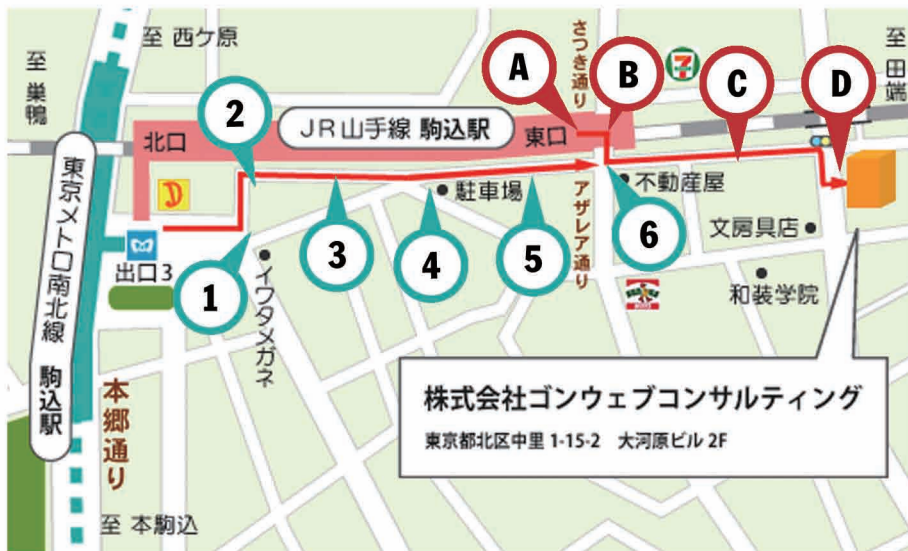 至 西ケ原
至 巣鴨
さつき通り
至 田端
A
B
C
D
7
2
北口
JR山手線 駒込駅
東口
東京メトロ南北線 駒込駅
駐車場
アザレア通り
不動産屋
文房具店
出口3
1
3
4
5
6
イワタメガネ
和装学院
本郷通り
株式会社ゴンウェブコンサルティング
東京都北区中里 1-15-2 大河原ビル 2F
至 本駒込